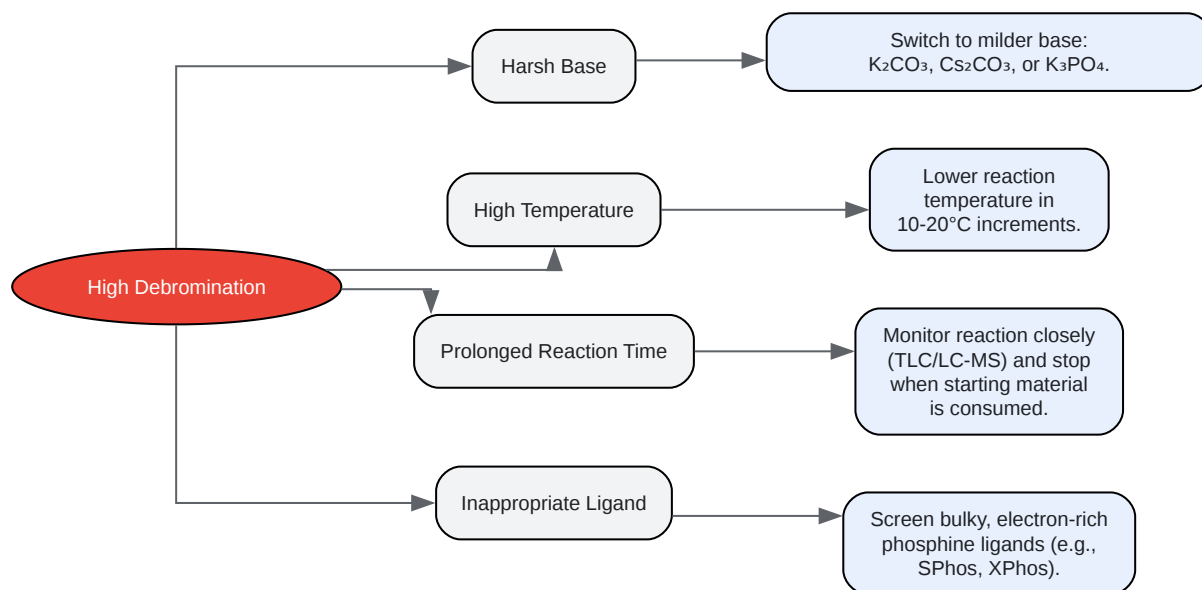 Harsh Base
Switch to milder base:
K₂CO₃, Cs₂CO₃, or K₃PO₄.
High Temperature
Lower reaction
temperature in
10-20°C increments.
High Debromination
Prolonged Reaction Time
Monitor reaction closely
(TLC/LC-MS) and stop
when starting material
is consumed.
Inappropriate Ligand
Screen bulky, electron-rich
phosphine ligands (e.g.,
SPhos, XPhos).